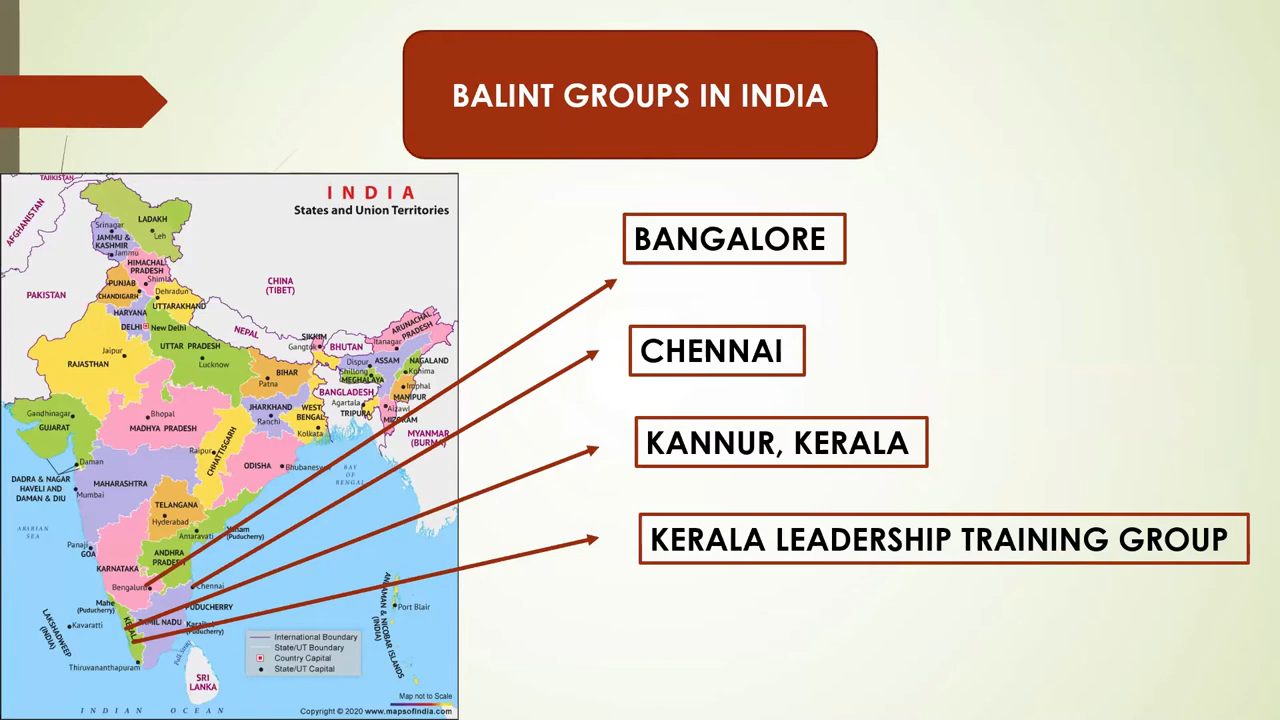 BALINT GROUPS IN INDIA
BANGALORE
CHENNAI
KANNUR, KERALA
KERALA LEADERSHIP TRAINING GROUP
INDIA
States and Union Territories
TAJIKISTAN
AFGHANISTAN
PAKISTAN
CHINA
(TIBET)
NEPAL
BHUTAN
BANGLADESH
MYANMAR
(BURMA)
LADAKH
Leh
Srinagar
JAMMU &
KASHMIR
Jammu
HIMACHAL
PRADESH
Shimla
PUNJAB
CHANDIGARH
Dehradun
UTTARAKHAND
HARYANA
DELHI
New Delhi
RAJASTHAN
Jaipur
UTTAR PRADESH
Lucknow
BIHAR
Patna
SIKKIM
Gangtok
ARUNACHAL
PRADESH
Itanagar
Dispur
ASSAM
NAGALAND
Kohima
Shillong
MEGHALAYA
Imphal
MANIPUR
Agartala
TRIPURA
Aizawl
MIZORAM
JHARKHAND
Ranchi
WEST
BENGAL
Kolkata
Gandhinagar
GUJARAT
Bhopal
MADHYA PRADESH
CHHATTISGARH
Raipur
ODISHA
Bhubaneswar
Daman
DADRA & NAGAR
HAVELI AND
DAMAN & DIU
Mumbai
MAHARASHTRA
TELANGANA
Hyderabad
Amaravati
Yanam
(Puducherry)
ANDHRA
PRADESH
Panaji
GOA
KARNATAKA
Bengaluru
Chennai
Mahe
(Puducherry)
PUDUCHERRY
TAMIL NADU
Karaikal
(Puducherry)
KERALA
Thiruvananthapuram
Kavaratti
LAKSHADWEEP
(INDIA)
ARABIAN
SEA
BAY
OF
BENGAL
ANDAMAN & NICOBAR ISLANDS
(INDIA)
Port Blair
SRI
LANKA
International Boundary
State/UT Boundary
Country Capital
State/UT Capital
Map not to Scale
INDIAN OCEAN
Copyright © 2020 www.mapsofindia.com